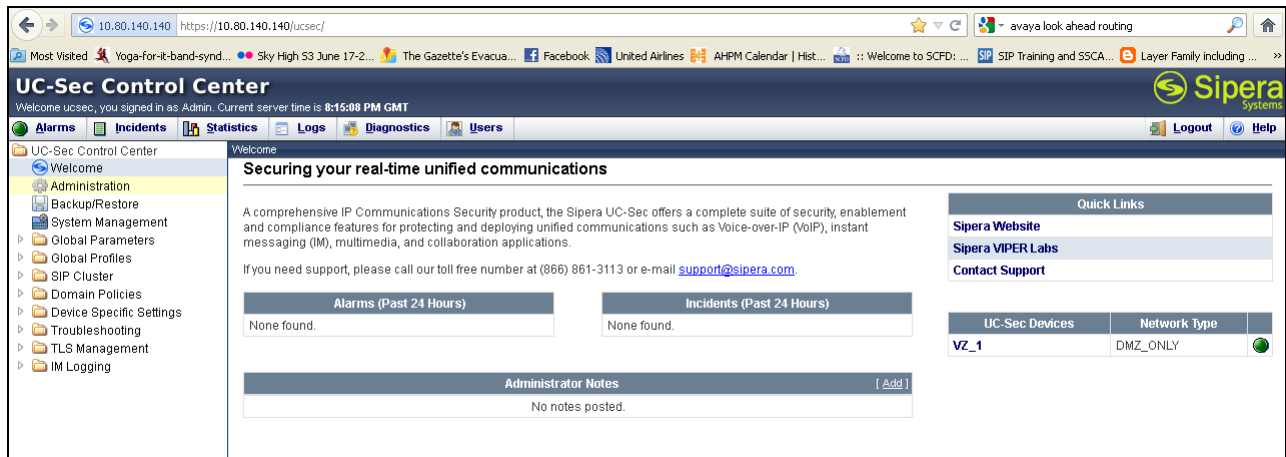 10.80.140.140 https://10.80.140.140/ucsec/ avaya look ahead routing
Most Visited Yoga-for-it-band-synd... Sky High S3 June 17-2... The Gazette's Evacua... Facebook United Airlines AHPM Calendar | Hist... :: Welcome to SCFD: ... SIP SIP Training and SSCA... Layer Family including ... »
UC-Sec Control Center
Welcome ucsec, you signed in as Admin. Current server time is 8:15:08 PM GMT
Sipera
Systems
Alarms Incidents Statistics Logs Diagnostics Users Logout Help
UC-Sec Control Center
Welcome
Administration
Backup/Restore
System Management
Global Parameters
Global Profiles
SIP Cluster
Domain Policies
Device Specific Settings
Troubleshooting
TLS Management
IM Logging
Welcome
Securing your real-time unified communications
A comprehensive IP Communications Security product, the Sipera UC-Sec offers a complete suite of security, enablement
and compliance features for protecting and deploying unified communications such as Voice-over-IP (VoIP), instant
messaging (IM), multimedia, and collaboration applications.
If you need support, please call our toll free number at (866) 861-3113 or e-mail support@sipera.com.
Alarms (Past 24 Hours)
None found.
Incidents (Past 24 Hours)
None found.
Administrator Notes [ Add ]
No notes posted.
Quick Links
Sipera Website
Sipera VIPER Labs
Contact Support
UC-Sec Devices Network Type
VZ_1 DMZ_ONLY